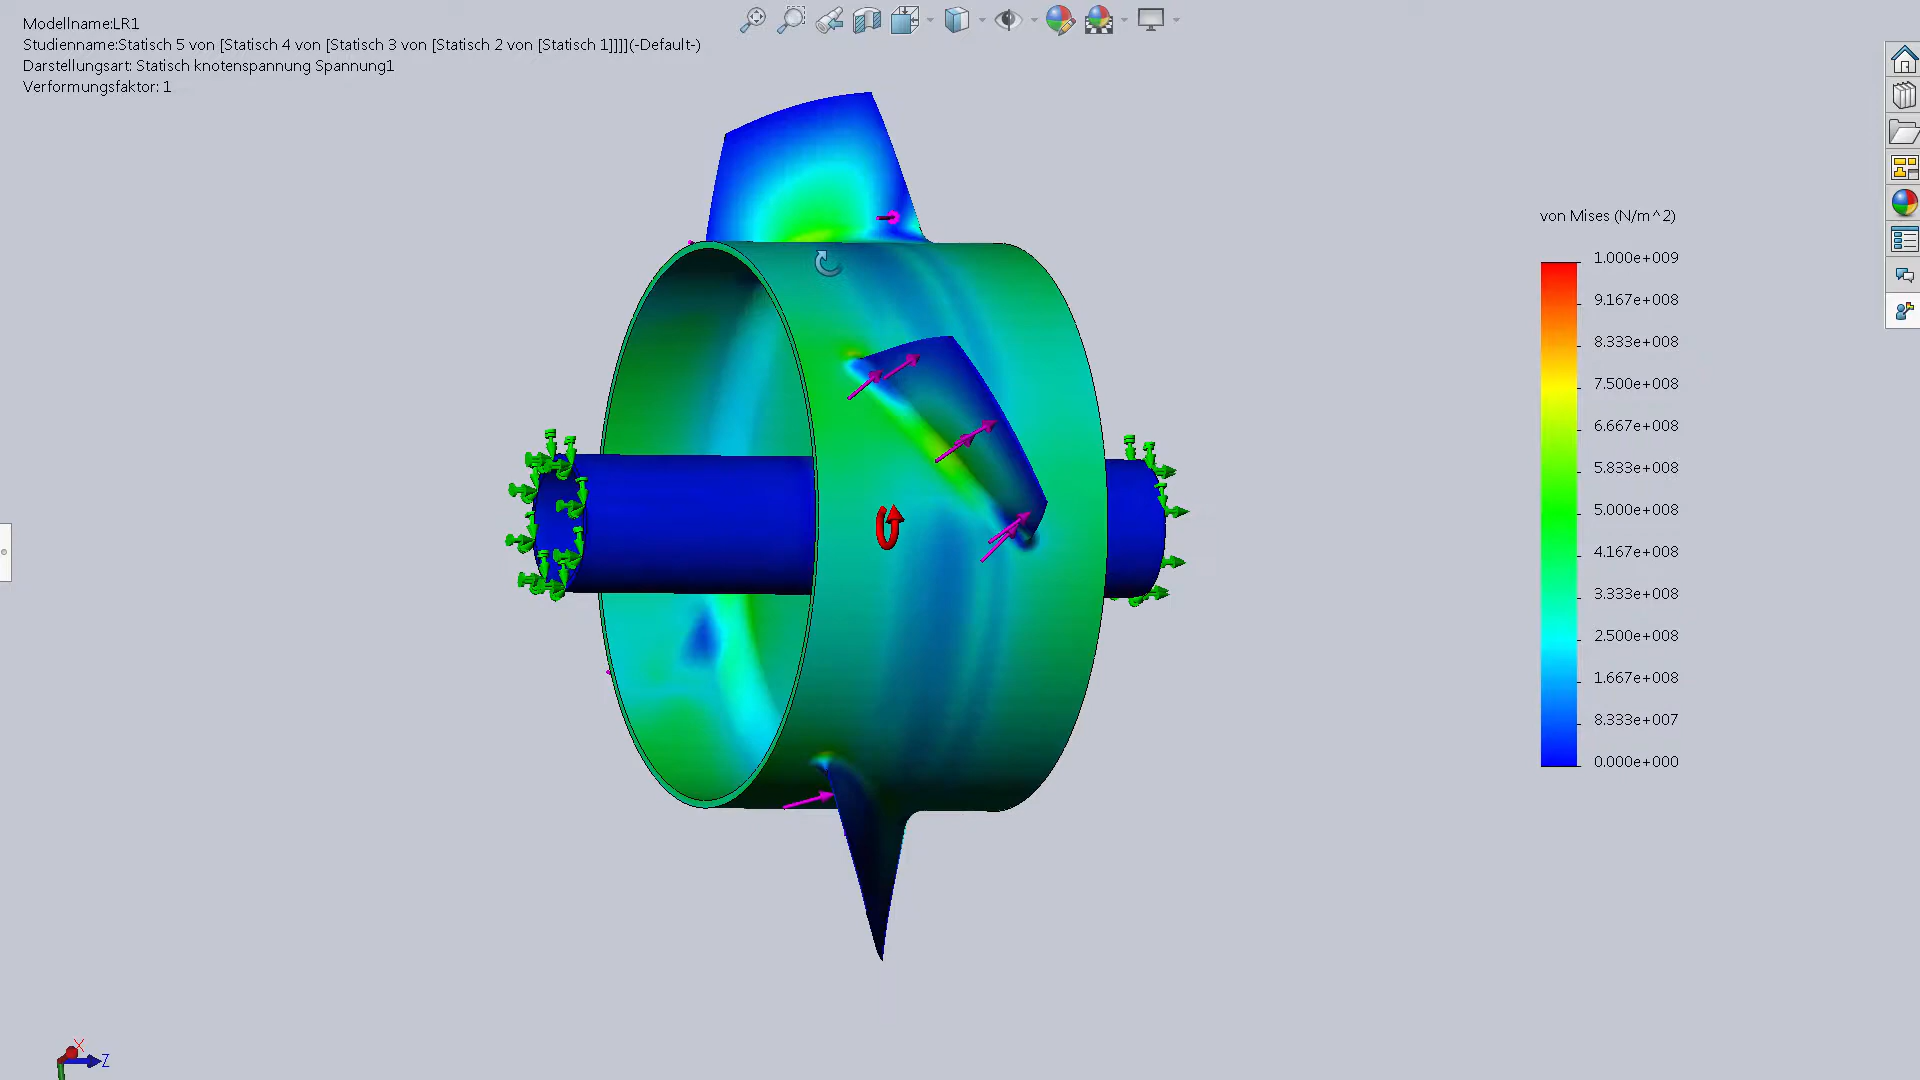 Modellname:LR1
Studienname:Statisch 5 von [Statisch 4 von [Statisch 3 von [Statisch 2 von [Statisch 1]]]](-Default-)
Darstellungsart: Statisch knotenspannung Spannung1
Verformungsfaktor: 1
von Mises (N/m^2)
1.000e+009
9.167e+008
8.333e+008
7.500e+008
6.667e+008
5.833e+008
5.000e+008
4.167e+008
3.333e+008
2.500e+008
1.667e+008
8.333e+007
0.000e+000
X
Z